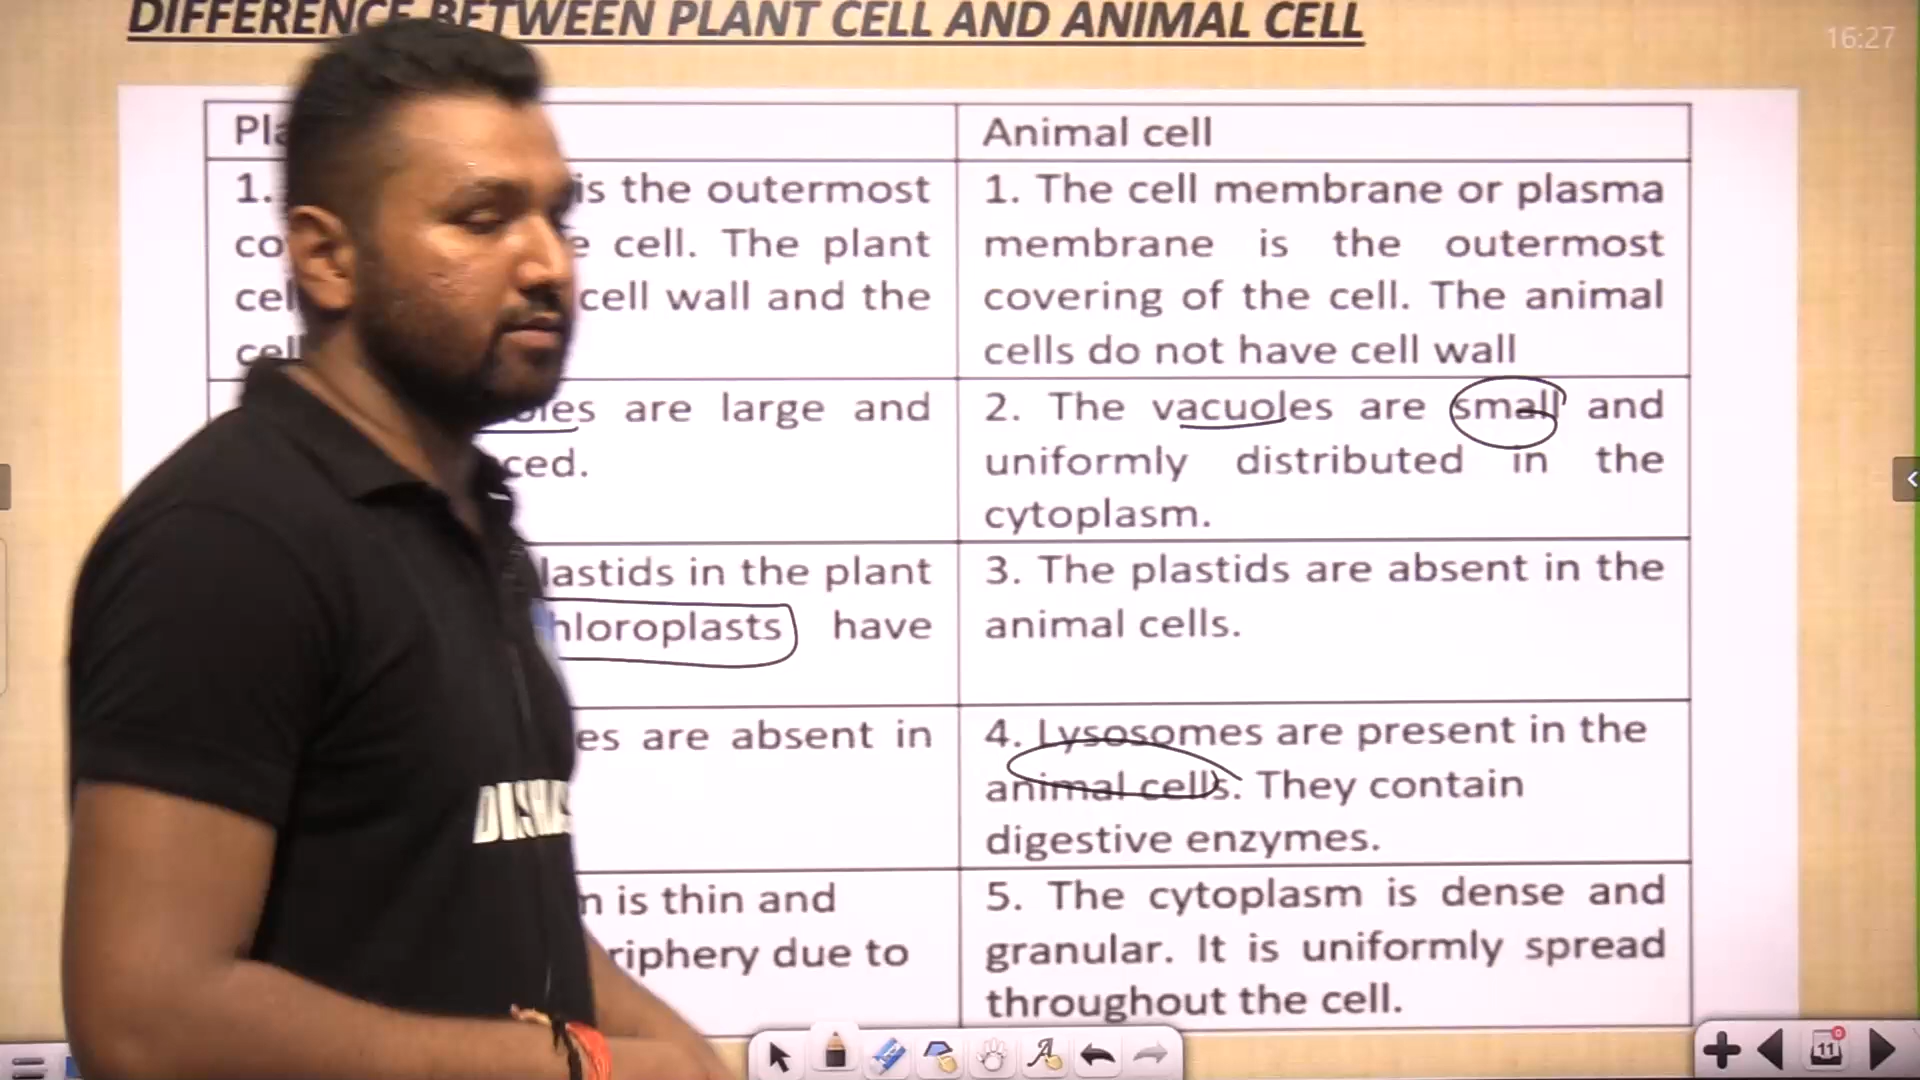 DIFFERENCE BETWEEN PLANT CELL AND ANIMAL CELL
16:27
Animal cell
1. is the outermost
cell. The plant
cell wall and the
are large and
lastids in the plant
hloroplasts have
es are absent in
is thin and
riphery due to
1. The cell membrane or plasma
membrane is the outermost
covering of the cell. The animal
cells do not have cell wall
2. The vacuoles are small and
uniformly distributed in the
cytoplasm.
3. The plastids are absent in the
animal cells.
4. Lysosomes are present in the
animal cells. They contain
digestive enzymes.
5. The cytoplasm is dense and
granular. It is uniformly spread
throughout the cell.
11
0